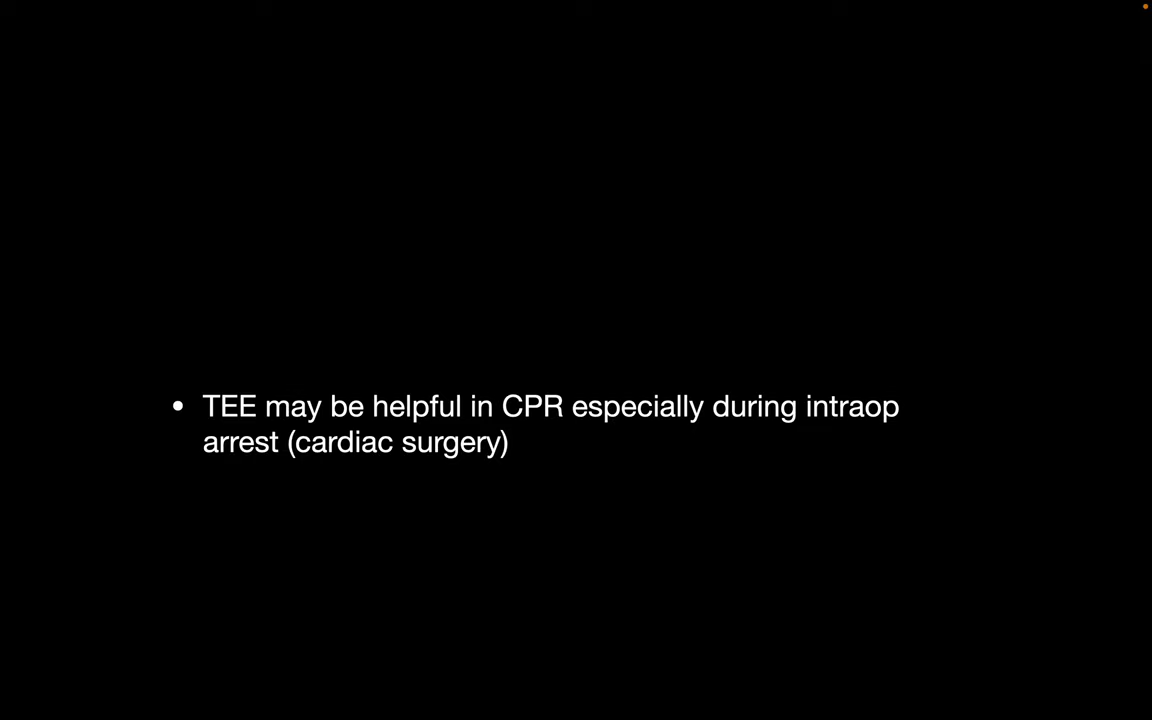 • TEE may be helpful in CPR especially during intraop
arrest (cardiac surgery)